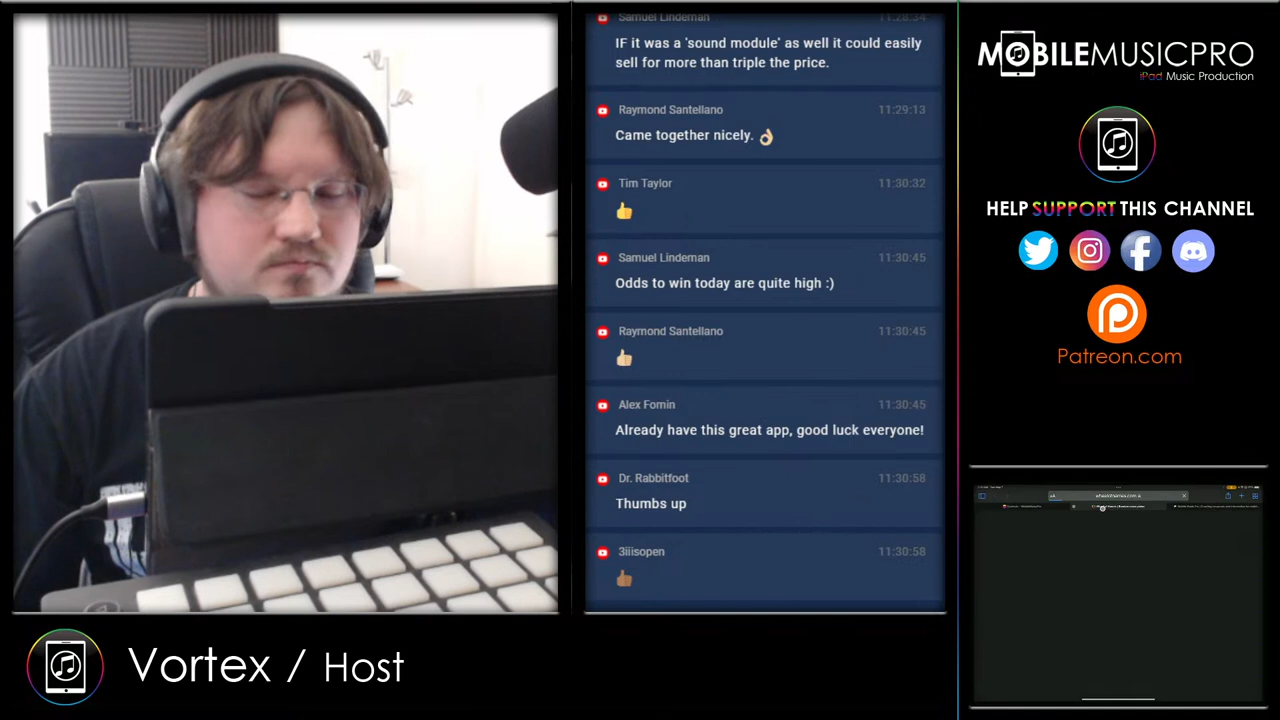 Samuel Lindeman
11:28:34
IF it was a 'sound module' as well it could easily
sell for more than triple the price.
Raymond Santellano
11:29:13
Came together nicely. 👌🏼
Tim Taylor
11:30:32
👍
Samuel Lindeman
11:30:45
Odds to win today are quite high :)
Raymond Santellano
11:30:45
👍🏼
Alex Fomin
11:30:45
Already have this great app, good luck everyone!
Dr. Rabbitfoot
11:30:58
Thumbs up
3iiisopen
11:30:58
👍🏾
MOBILEMUSICPRO
iPad Music Production
HELP SUPPORT THIS CHANNEL
Patreon.com
Vortex / Host